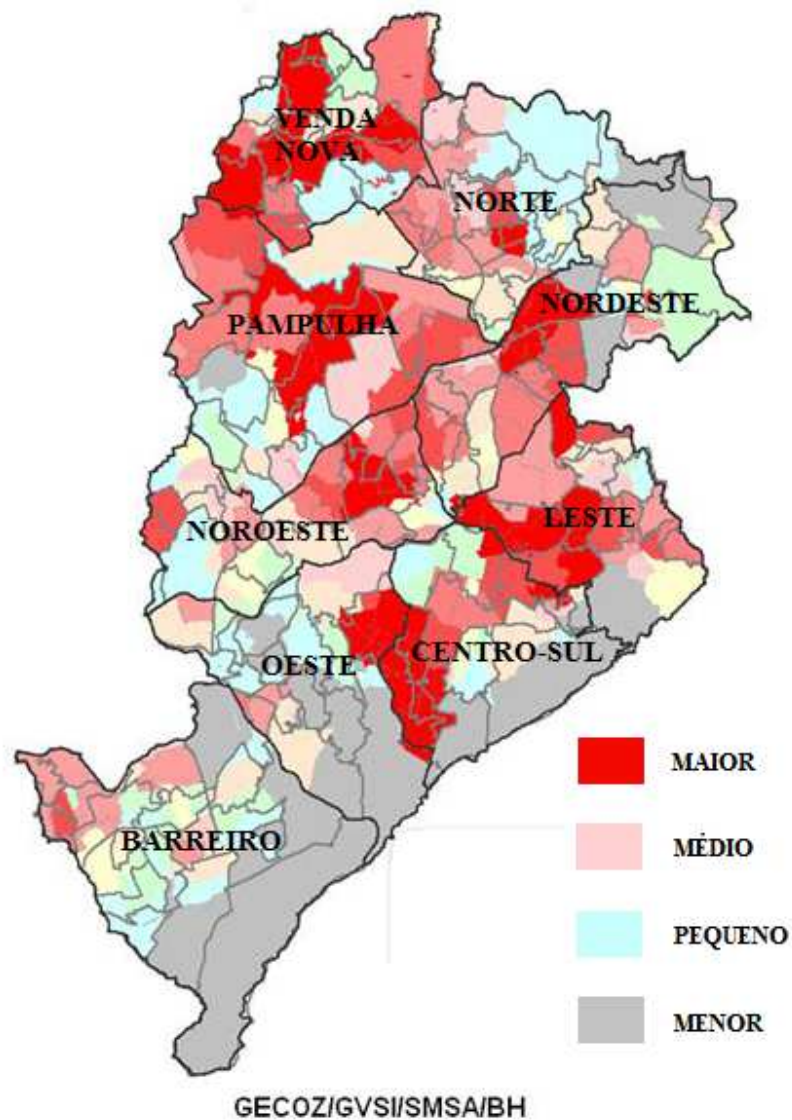 VENDA
NOVA
NORTE
NORDESTE
PAMPULHA
NOROESTE
LESTE
OESTE
CENTRO-SUL
BARREIRO
MAIOR
MÉDIO
PEQUENO
MENOR
GECOZ/GVSI/SMSA/BH